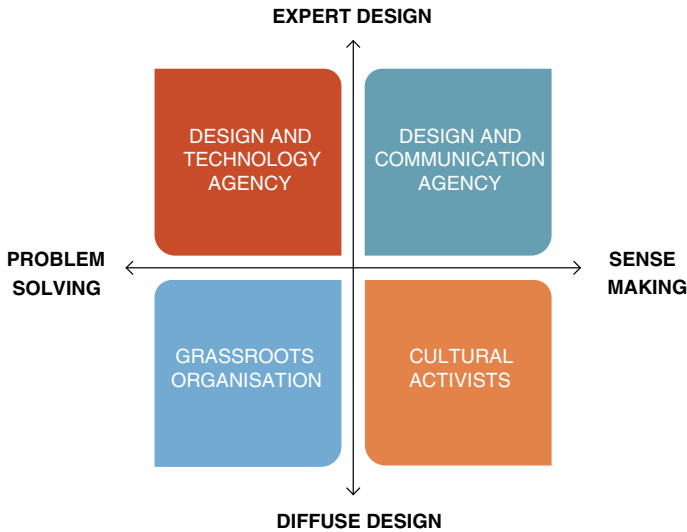 EXPERT DESIGN
DESIGN AND
TECHNOLOGY
AGENCY
DESIGN AND
COMMUNICATION
AGENCY
PROBLEM
SOLVING
SENSE
MAKING
GRASSROOTS
ORGANISATION
CULTURAL
ACTIVISTS
DIFFUSE DESIGN